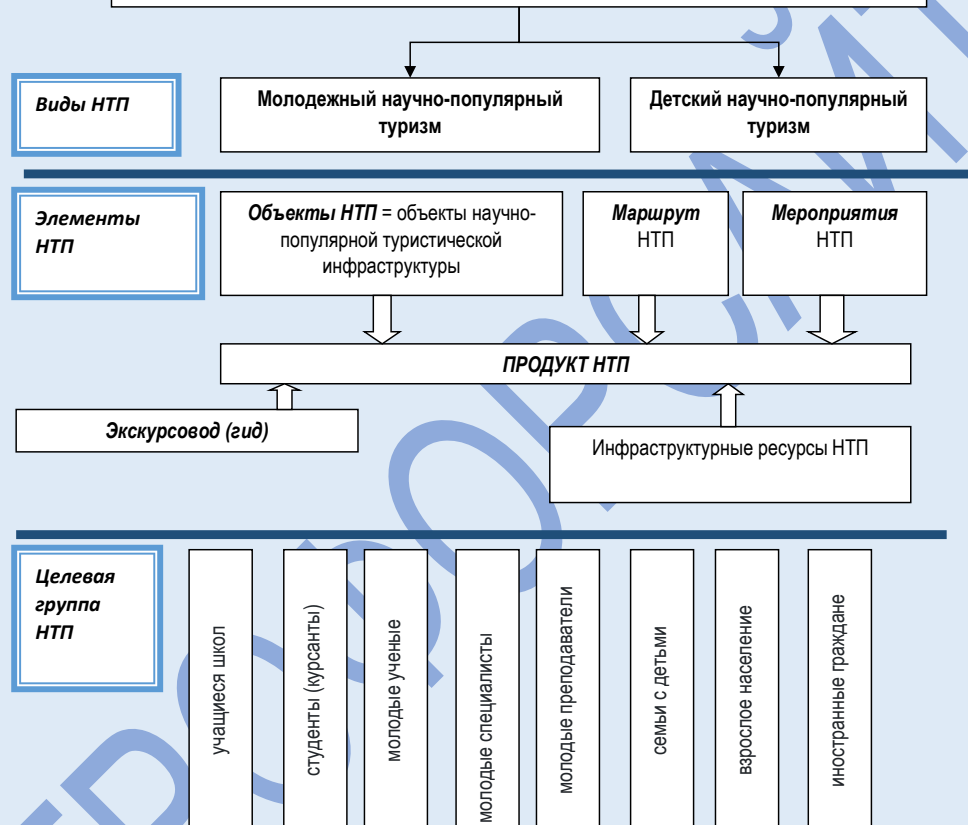 Виды НТП
Молодежный научно-популярный
туризм
Детский научно-популярный
туризм
Элементы
НТП
Объекты НТП = объекты научно-
популярной туристической
инфраструктуры
Маршрут
НТП
Мероприятия
НТП
ПРОДУКТ НТП
Экскурсовод (гид)
Инфраструктурные ресурсы НТП
Целевая
группа
НТП
учащиеся школ
студенты (курсанты)
молодые ученые
молодые специалисты
молодые преподаватели
семьи с детьми
взрослое население
иностранные граждане